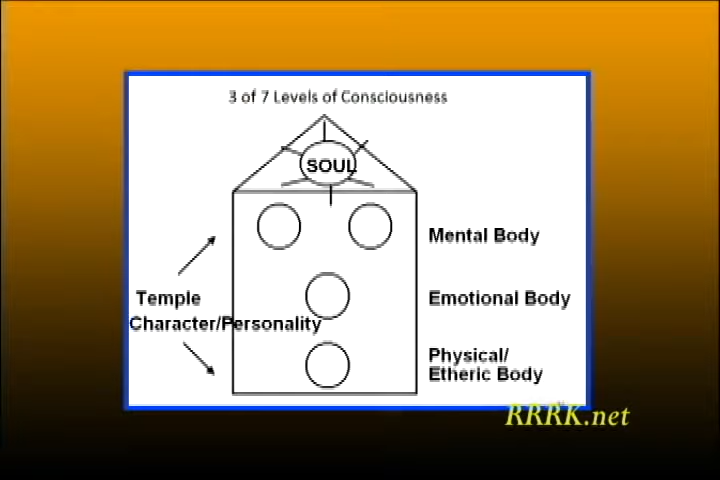 3 of 7 Levels of Consciousness
SOUL
Mental Body
Temple
Character/Personality
Emotional Body
Physical/
Etheric Body
RRRK.net